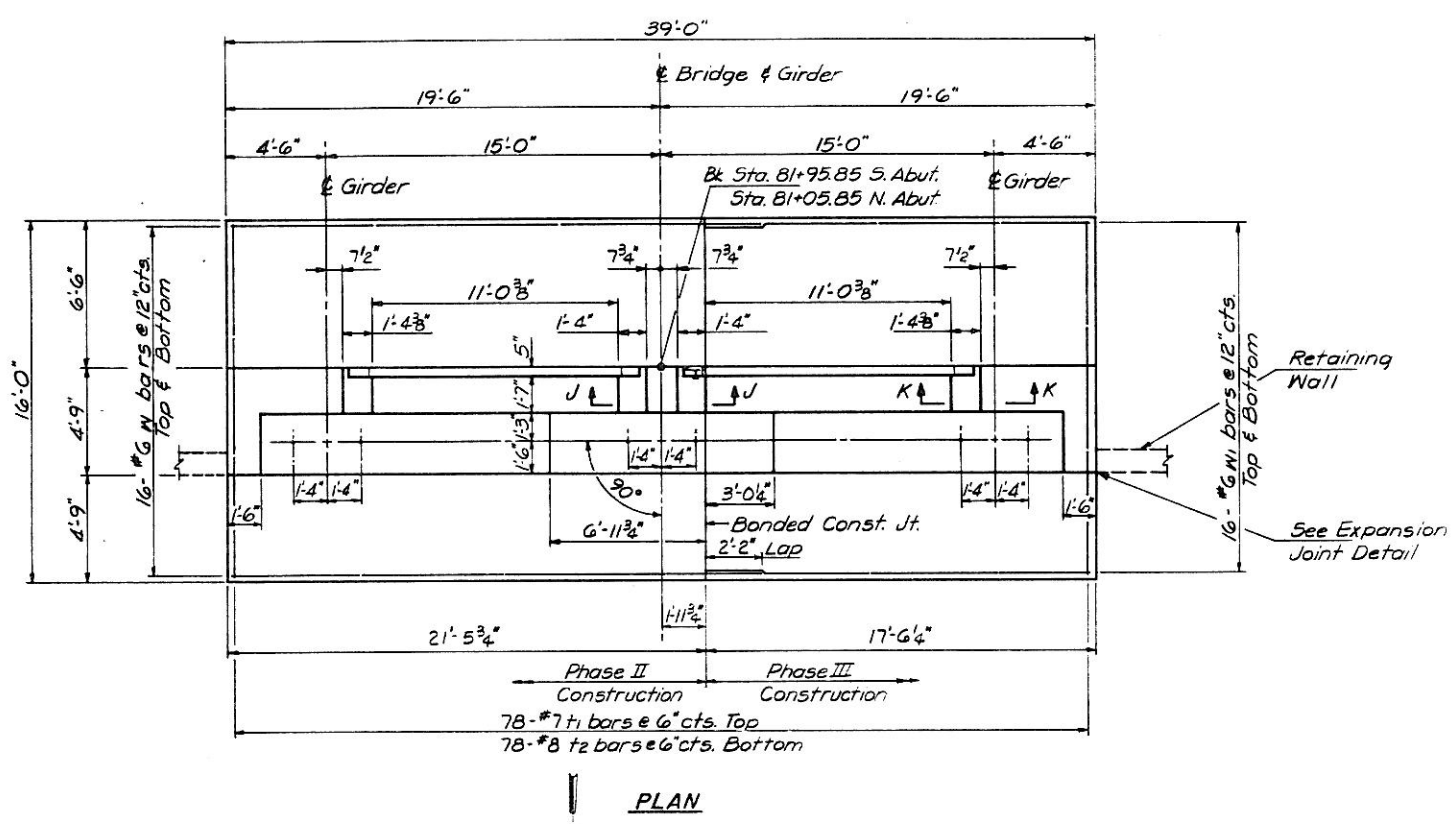 39'-0"
℄ Bridge & Girder
19'-6" 19'-6"
4'-6" 15'-0" 15'-0" 4'-6"
℄ Girder
Bk Sta. 81+95.85 S. Abut.
Sta. 81+05.85 N. Abut.
℄ Girder
7½" 7¾" 7¾" 7½"
11'-0⅜" 11'-0⅜"
1'-4⅜" 1'-4" 1'-4" 1'-4⅜"
16'-0"
6'-6"
4'-9"
4'-9"
16-#6 W1 bars @ 12" cts.
Top & Bottom
5"
1'-7"
1'-3"
1'-6"
J J K K
Retaining
Wall
16-#6 W1 bars @ 12" cts.
Top & Bottom
1'-4" 1'-4"
1'-4" 1'-4"
1'-4" 1'-4"
1'-6" 1'-6"
90°
3'-0¼"
6'-11¾"
Bonded Const. Jt.
2'-2" Lap
See Expansion
Joint Detail
1'-11¾"
21'-5¾" 17'-6¼"
Phase II
Construction
Phase III
Construction
78-#7 t1 bars @ 6" cts. Top
78-#8 t2 bars @ 6" cts. Bottom
PLAN